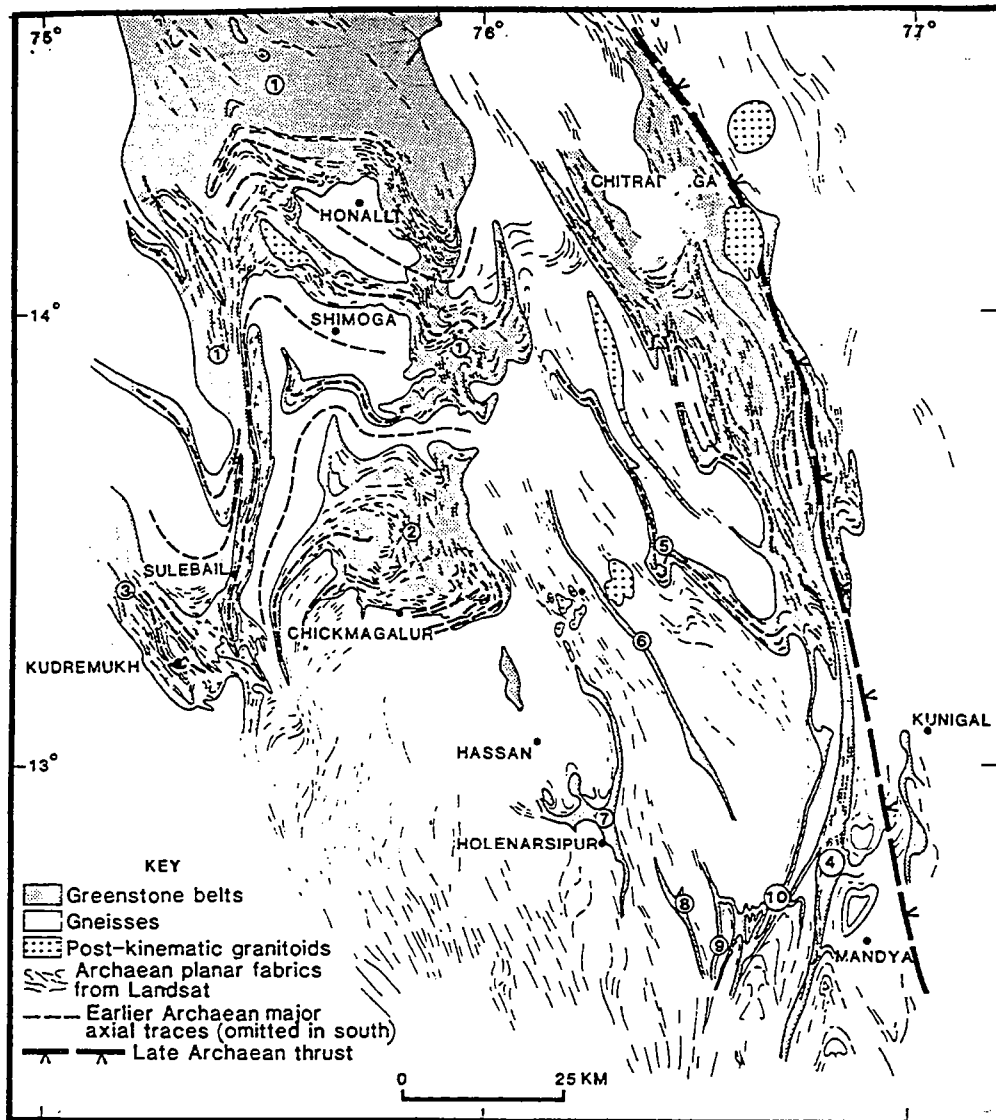 75° 76° 77°
1
CHITRAD GA
HONALLI
14°
SHIMOGA
1
1
2
5
SULEBAIL
3
CHICKMAGALUR
6
KUDREMUKH
KUNIGAL
HASSAN
13°
7
HOLENARSIPUR
4
8
10
9
MANDYA
KEY
Greenstone belts
Gneisses
Post-kinematic granitoids
Archaean planar fabrics
from Landsat
Earlier Archaean major
axial traces (omitted in south)
Late Archaean thrust
0 25 KM